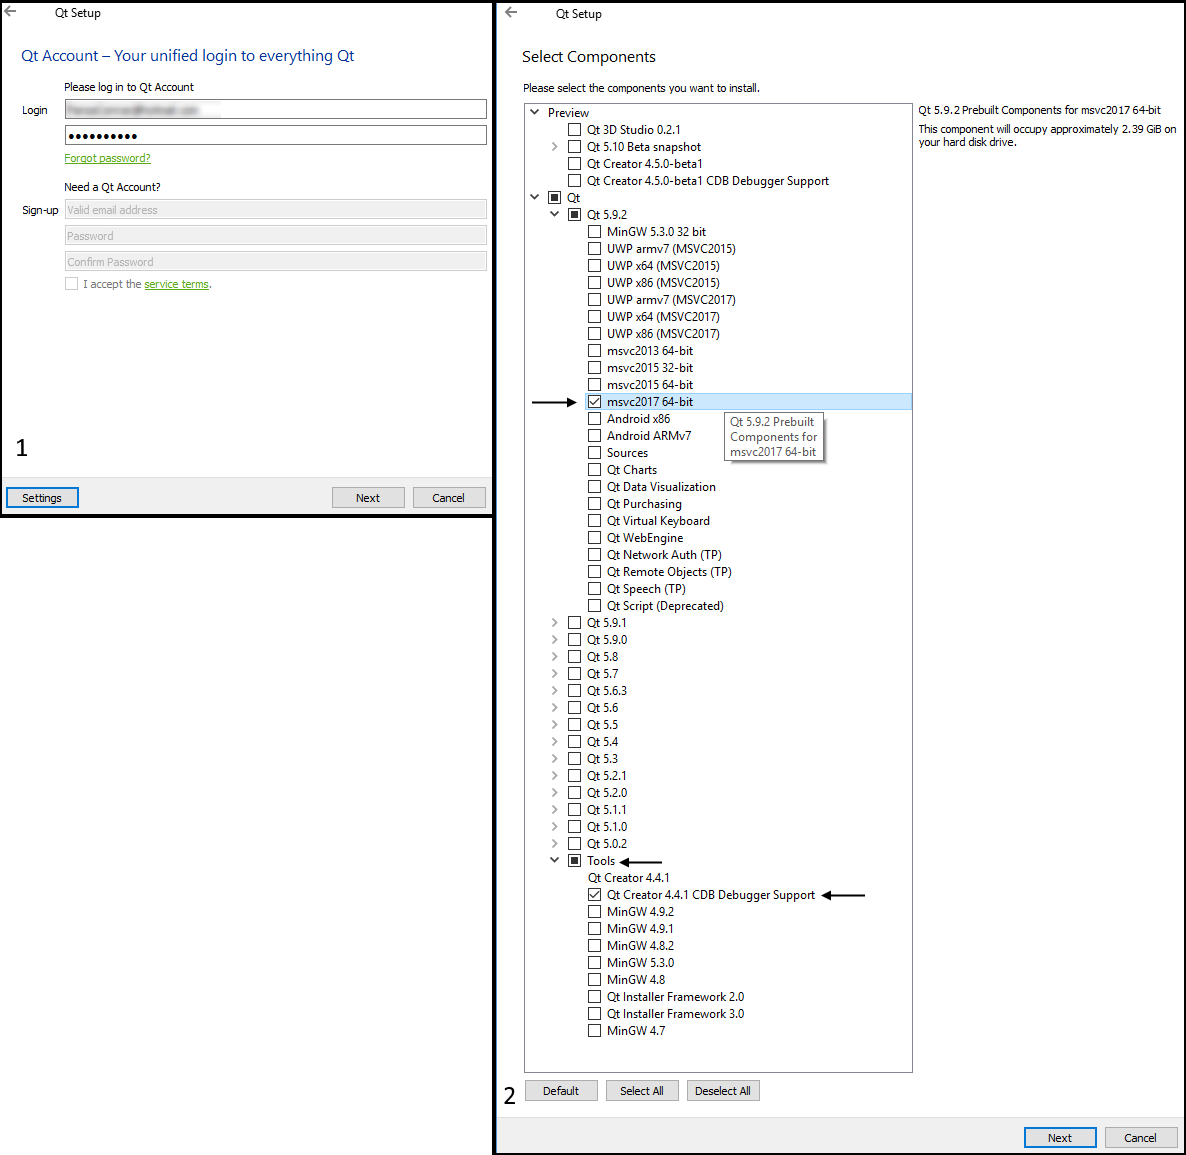 Qt Setup
Qt Account – Your unified login to everything Qt
Please log in to Qt Account
Login
●●●●●●●●●●
Forgot password?
Need a Qt Account?
Sign-up
Valid email address
Password
Confirm Password
I accept the service terms.
1
Settings
Next
Cancel
Qt Setup
Select Components
Please select the components you want to install.
Preview
Qt 3D Studio 0.2.1
Qt 5.10 Beta snapshot
Qt Creator 4.5.0-beta1
Qt Creator 4.5.0-beta1 CDB Debugger Support
Qt
Qt 5.9.2
MinGW 5.3.0 32 bit
UWP armv7 (MSVC2015)
UWP x64 (MSVC2015)
UWP x86 (MSVC2015)
UWP armv7 (MSVC2017)
UWP x64 (MSVC2017)
UWP x86 (MSVC2017)
msvc2013 64-bit
msvc2015 32-bit
msvc2015 64-bit
msvc2017 64-bit
Android x86
Android ARMv7
Sources
Qt Charts
Qt Data Visualization
Qt Purchasing
Qt Virtual Keyboard
Qt WebEngine
Qt Network Auth (TP)
Qt Remote Objects (TP)
Qt Speech (TP)
Qt Script (Deprecated)
Qt 5.9.1
Qt 5.9.0
Qt 5.8
Qt 5.7
Qt 5.6.3
Qt 5.6
Qt 5.5
Qt 5.4
Qt 5.3
Qt 5.2.1
Qt 5.2.0
Qt 5.1.1
Qt 5.1.0
Qt 5.0.2
Tools
Qt Creator 4.4.1
Qt Creator 4.4.1 CDB Debugger Support
MinGW 4.9.2
MinGW 4.9.1
MinGW 4.8.2
MinGW 5.3.0
MinGW 4.8
Qt Installer Framework 2.0
Qt Installer Framework 3.0
MinGW 4.7
Qt 5.9.2 Prebuilt
Components for
msvc2017 64-bit
Qt 5.9.2 Prebuilt Components for msvc2017 64-bit
This component will occupy approximately 2.39 GiB on
your hard disk drive.
2
Default
Select All
Deselect All
Next
Cancel